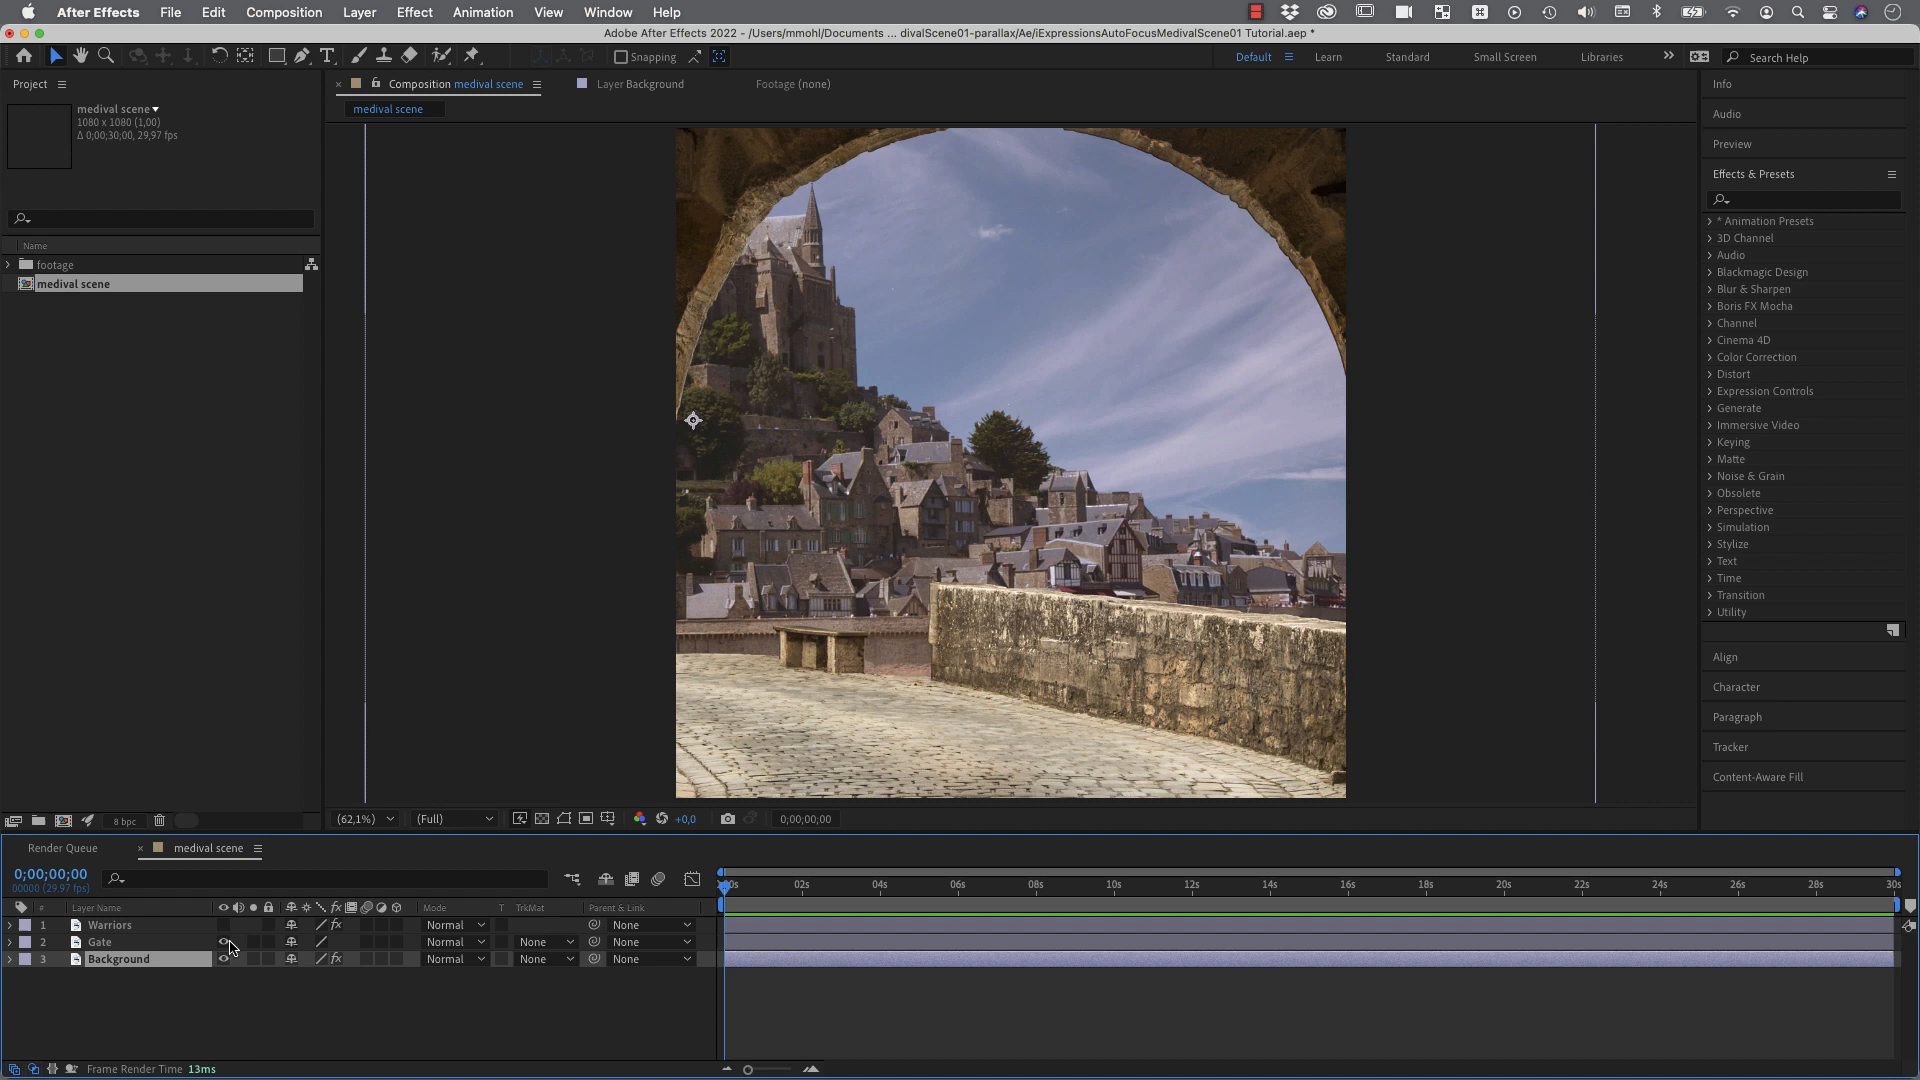 After Effects File Edit Composition Layer Effect Animation View Window Help
Adobe After Effects 2022 - /Users/mmohl/Documents ... divalScene01-parallax/Ae/iExpressionsAutoFocusMedivalScene01 Tutorial.aep *
Snapping
Default Learn Standard Small Screen Libraries Search Help
Project
medival scene
1080 x 1080 (1,00)
Δ 0;00;30;00, 29,97 fps
Name
footage
medival scene
8 bpc
Composition medival scene
Layer Background
Footage (none)
medival scene
(62,1%) (Full) +0,0 0;00;00;00
Info
Audio
Preview
Effects & Presets
* Animation Presets
3D Channel
Audio
Blackmagic Design
Blur & Sharpen
Boris FX Mocha
Channel
Cinema 4D
Color Correction
Distort
Expression Controls
Generate
Immersive Video
Keying
Matte
Noise & Grain
Obsolete
Perspective
Simulation
Stylize
Text
Time
Transition
Utility
Align
Character
Paragraph
Tracker
Content-Aware Fill
Render Queue medival scene
0;00;00;00
00000 (29.97 fps)
02s 04s 06s 08s 10s 12s 14s 16s 18s 20s 22s 24s 26s 28s 30s
# Layer Name fx Mode T TrkMat Parent & Link
1 Warriors fx Normal None
2 Gate Normal None None
3 Background fx Normal None None
Frame Render Time 13ms